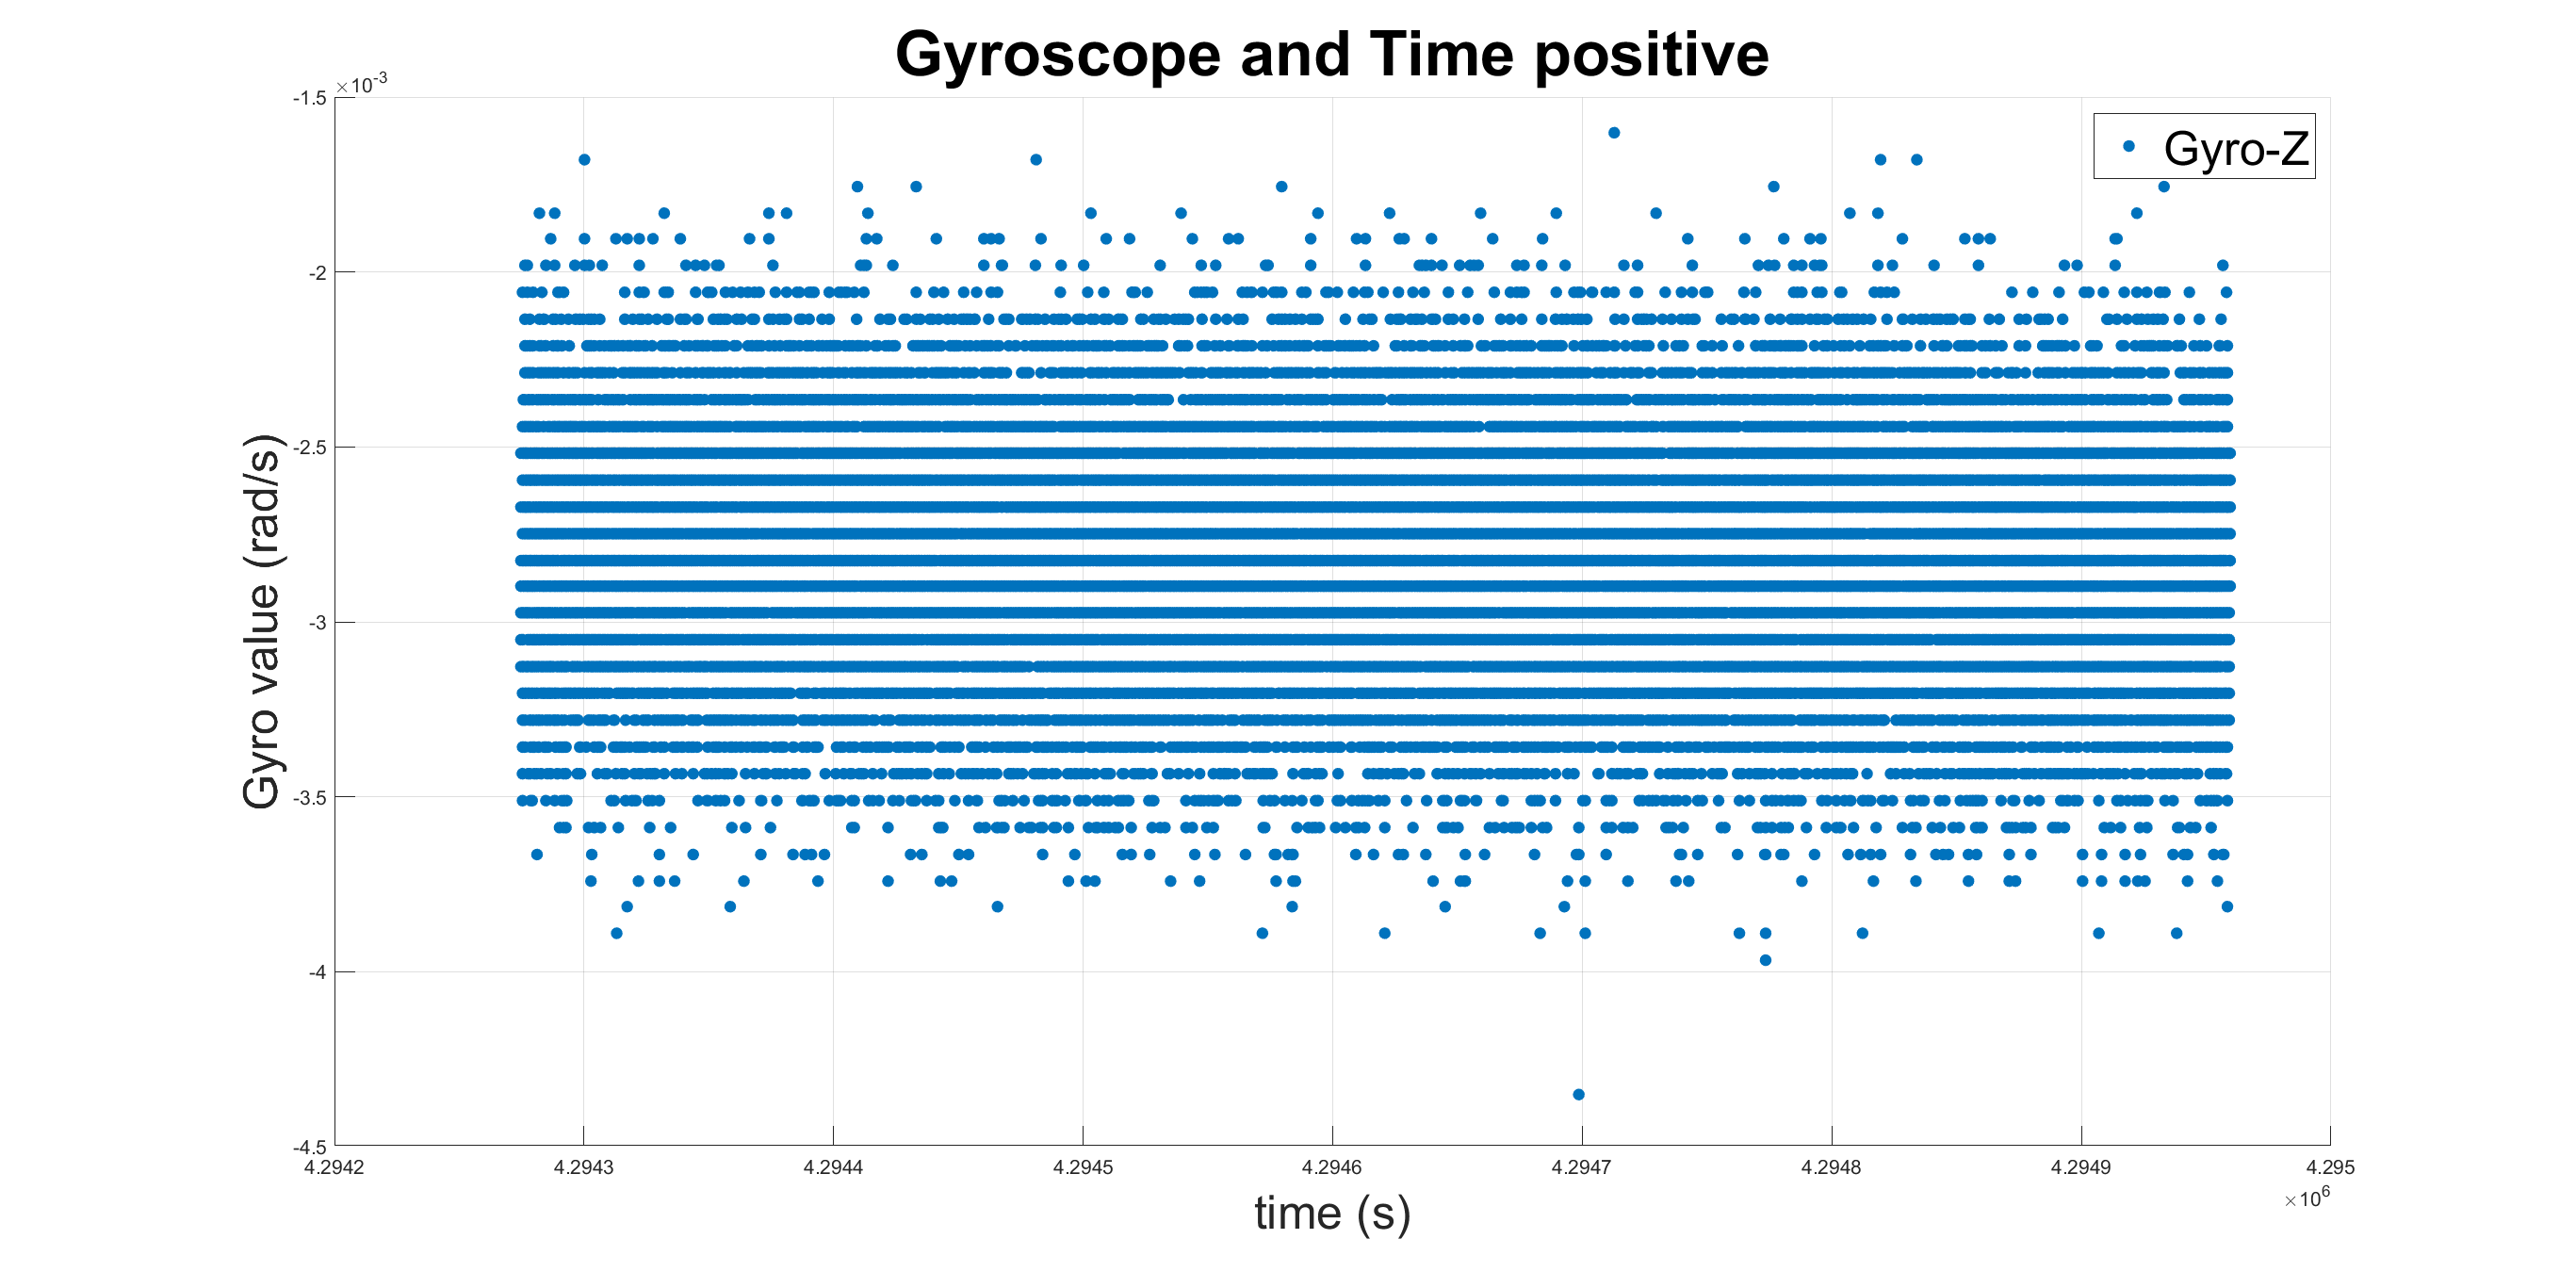 Gyroscope and Time positive
×10-3
-1.5
-2
-2.5
-3
-3.5
-4
-4.5
Gyro value (rad/s)
Gyro-Z
4.2942 4.2943 4.2944 4.2945 4.2946 4.2947 4.2948 4.2949 4.295
×106
time (s)